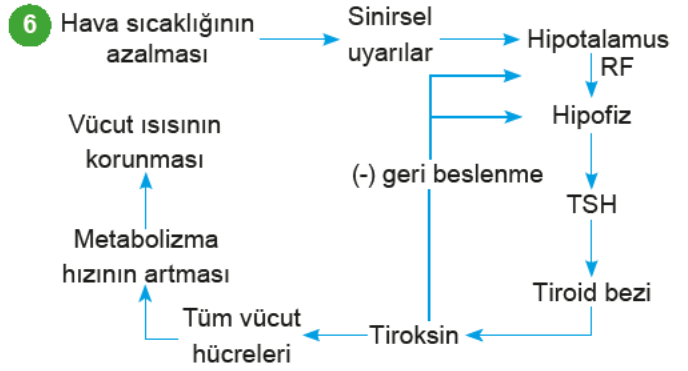 6
Hava sıcaklığının
azalması
Sinirsel
uyarılar
Hipotalamus
RF
Hipofiz
(-) geri beslenme
TSH
Tiroid bezi
Tiroksin
Tüm vücut
hücreleri
Metabolizma
hızının artması
Vücut ısısının
korunması